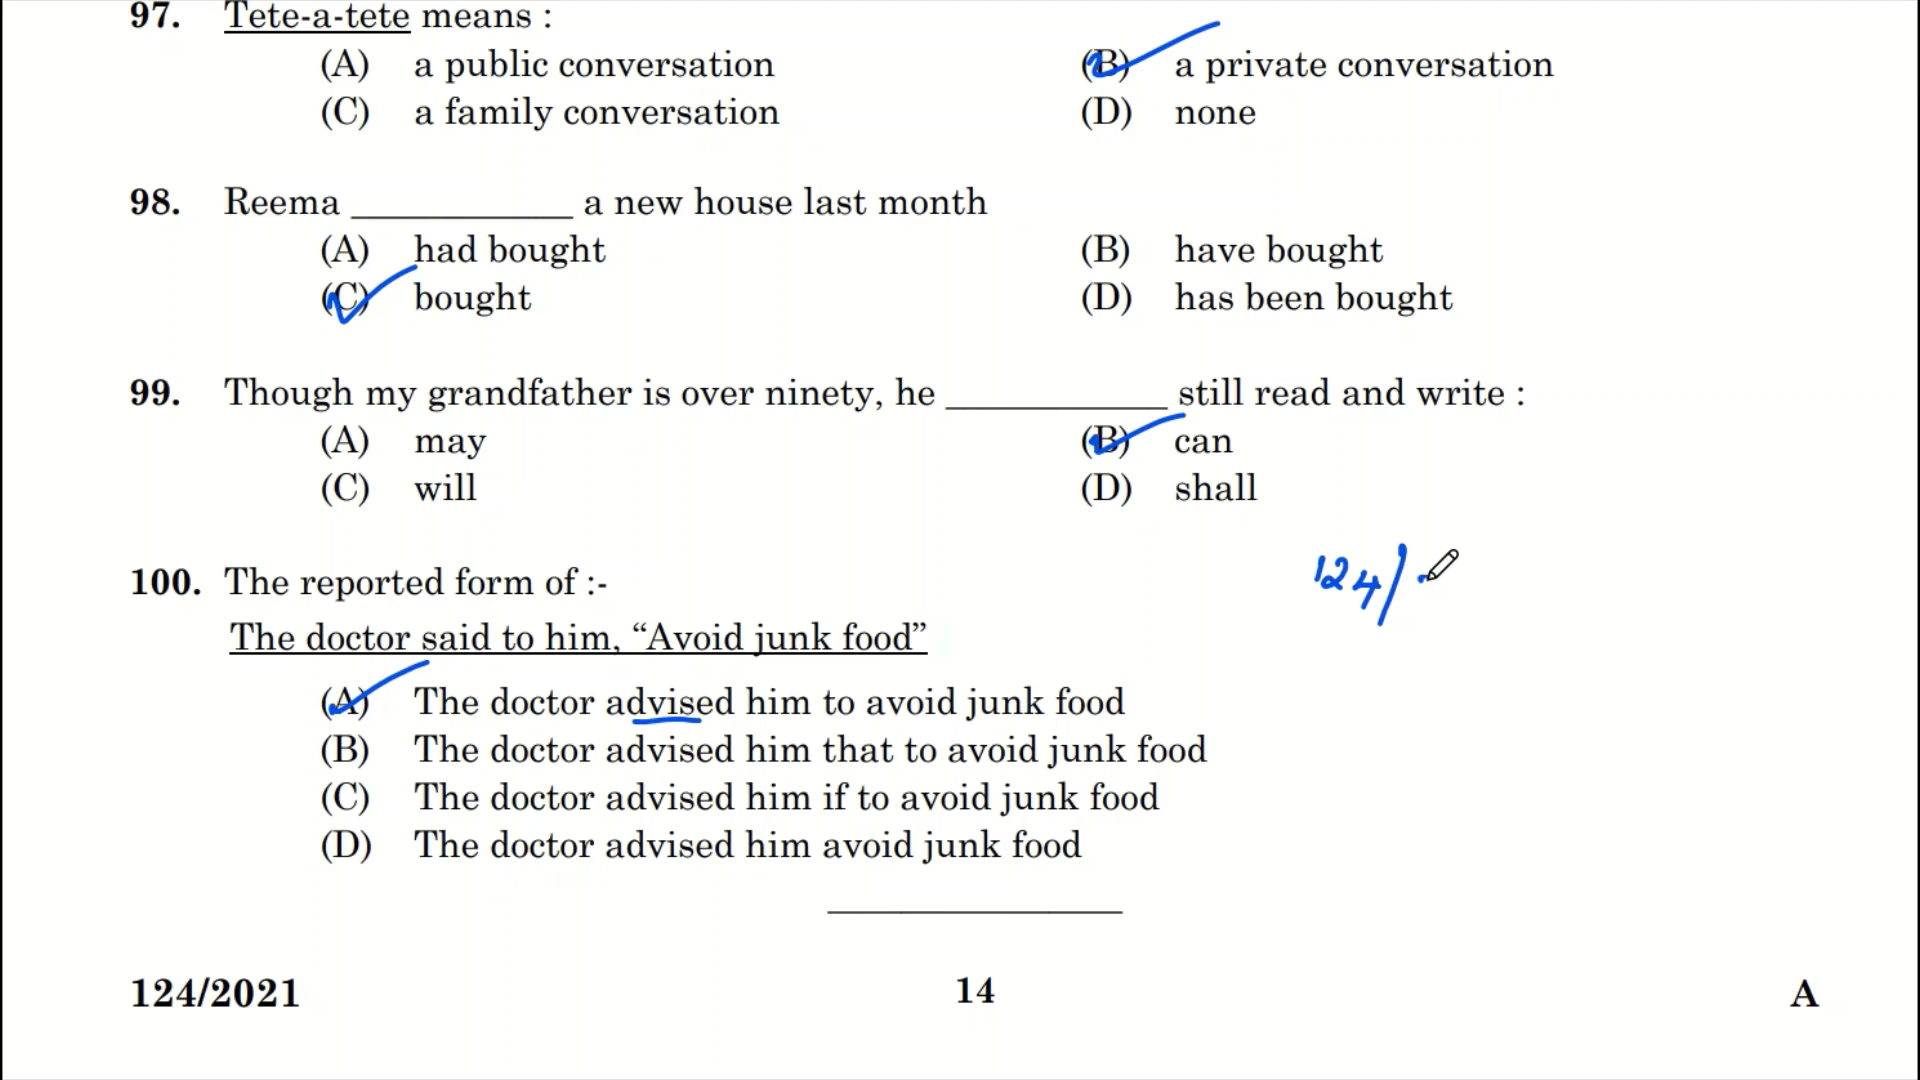 97. Tete-a-tete means :
(A) a public conversation (B) a private conversation
(C) a family conversation (D) none
98. Reema ____________ a new house last month
(A) had bought (B) have bought
(C) bought (D) has been bought
99. Though my grandfather is over ninety, he ____________ still read and write :
(A) may (B) can
(C) will (D) shall
124/
100. The reported form of :-
The doctor said to him, “Avoid junk food”
(A) The doctor advised him to avoid junk food
(B) The doctor advised him that to avoid junk food
(C) The doctor advised him if to avoid junk food
(D) The doctor advised him avoid junk food
124/2021 14 A